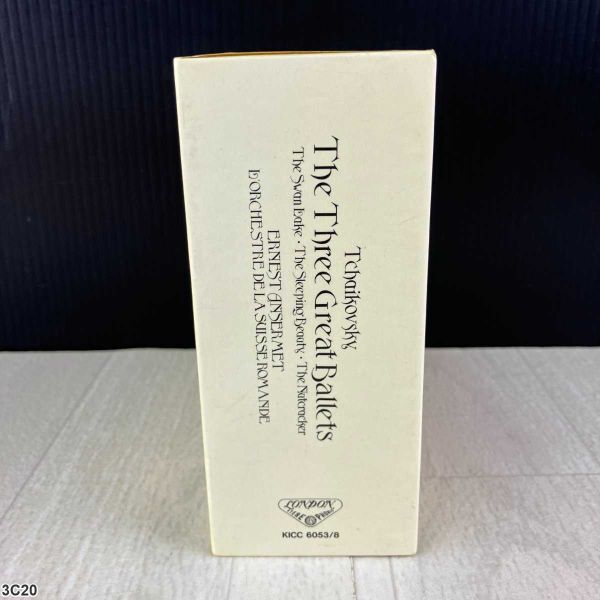 Tchaikovsky
The Three Great Ballets
The Swan Lake · The Sleeping Beauty · The Nutcracker
ERNEST ANSERMET
L'ORCHESTRE DE LA SUISSE ROMANDE
LONDON
KICC 6053/8
3C20